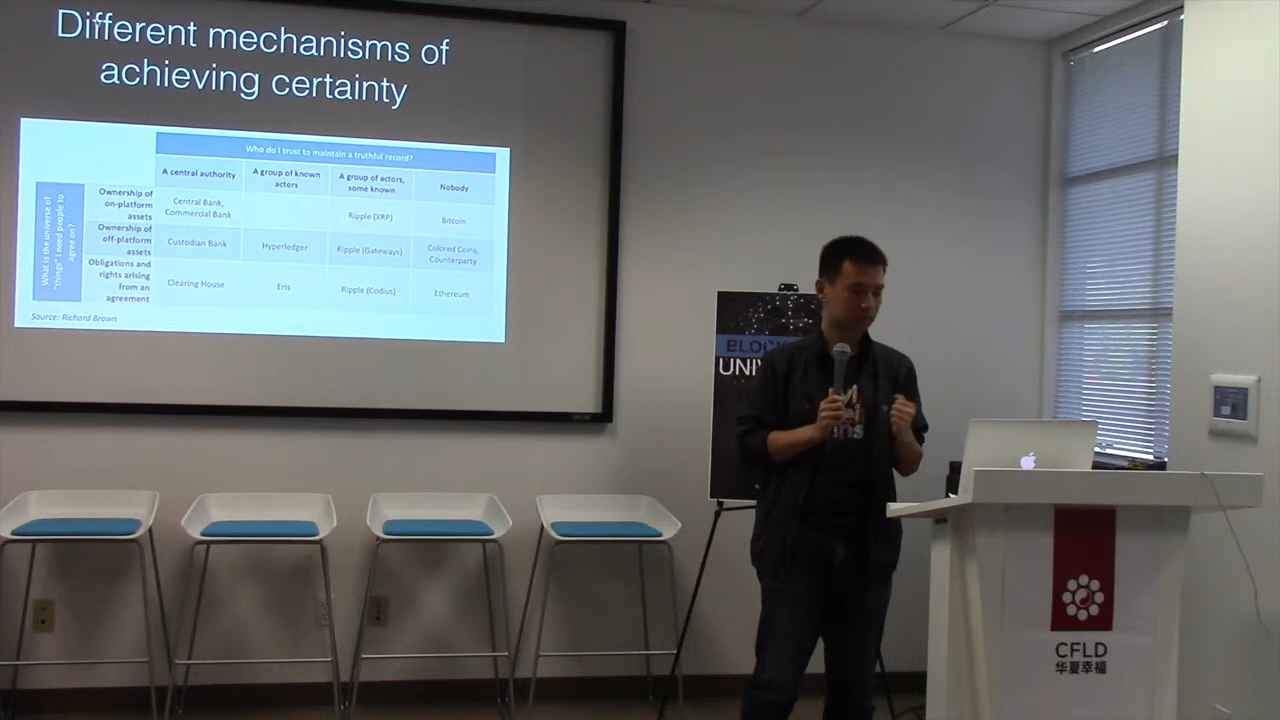 Different mechanisms of
achieving certainty
Who do I trust to maintain a truthful record?
A central authority
A group of known
actors
A group of actors,
some known
Nobody
What is the universe of
"things" I need people to
agree on?
Ownership of
on-platform
assets
Central Bank,
Commercial Bank
Ripple (XRP)
Bitcoin
Ownership of
off-platform
assets
Custodian Bank
Hyperledger
Ripple (Gateways)
Colored Coins,
Counterparty
Obligations and
rights arising
from an
agreement
Clearing House
Eris
Ripple (Codius)
Ethereum
Source: Richard Brown
BLOCK
UNIV
CFLD
华夏幸福